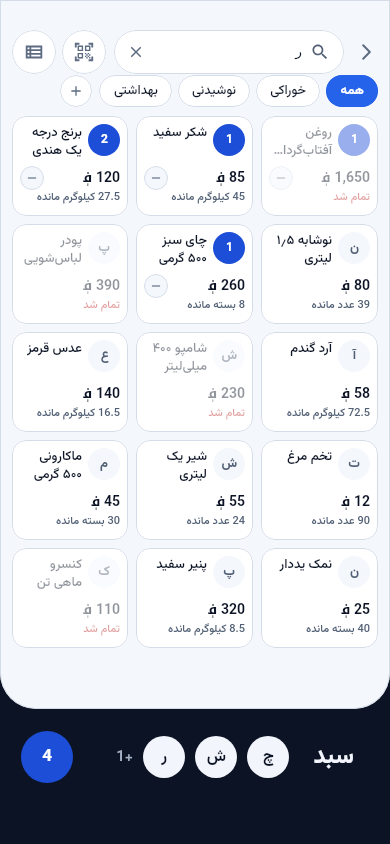 ر
همه
خوراکی
نوشیدنی
بهداشتی
+
1
روغن
آفتاب‌گردا...
1,650 ؋
تمام شد
1
شکر سفید
85 ؋
45 کیلوگرم مانده
2
برنج درجه
یک هندی
120 ؋
27.5 کیلوگرم مانده
ن
نوشابه ۱٫۵
لیتری
80 ؋
39 عدد مانده
1
چای سبز
۵۰۰ گرمی
260 ؋
8 بسته مانده
پ
پودر
لباس‌شویی
390 ؋
تمام شد
آ
آرد گندم
58 ؋
72.5 کیلوگرم مانده
ش
شامپو ۴۰۰
میلی‌لیتر
230 ؋
تمام شد
ع
عدس قرمز
140 ؋
16.5 کیلوگرم مانده
ت
تخم مرغ
12 ؋
90 عدد مانده
ش
شیر یک
لیتری
55 ؋
24 عدد مانده
م
ماکارونی
۵۰۰ گرمی
45 ؋
30 بسته مانده
ن
نمک یددار
25 ؋
40 بسته مانده
پ
پنیر سفید
320 ؋
8.5 کیلوگرم مانده
ک
کنسرو
ماهی تن
110 ؋
تمام شد
سبد
چ
ش
ر
+1
4